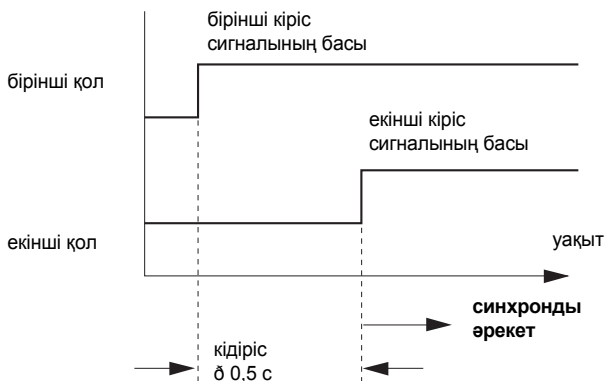 бірінші кіріс
сигналының басы
бірінші қол
екінші кіріс
сигналының басы
екінші қол
уақыт
синхронды
әрекет
кідіріс
ð 0,5 с